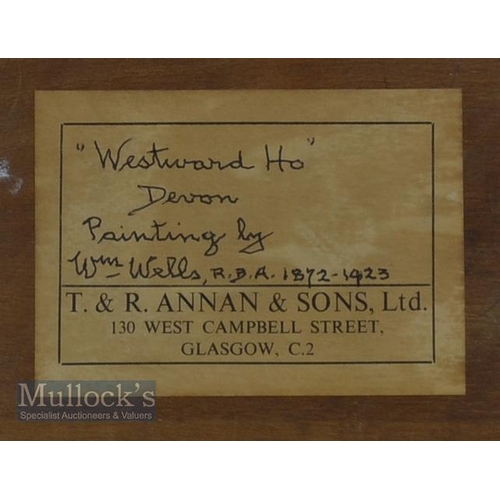 "Westward Ho"
Devon
Painting by
Wm Wells, R.B.A. 1872-1923
T. & R. ANNAN & SONS, Ltd.
130 WEST CAMPBELL STREET,
GLASGOW, C.2
Mullock's
Specialist Auctioneers & Valuers